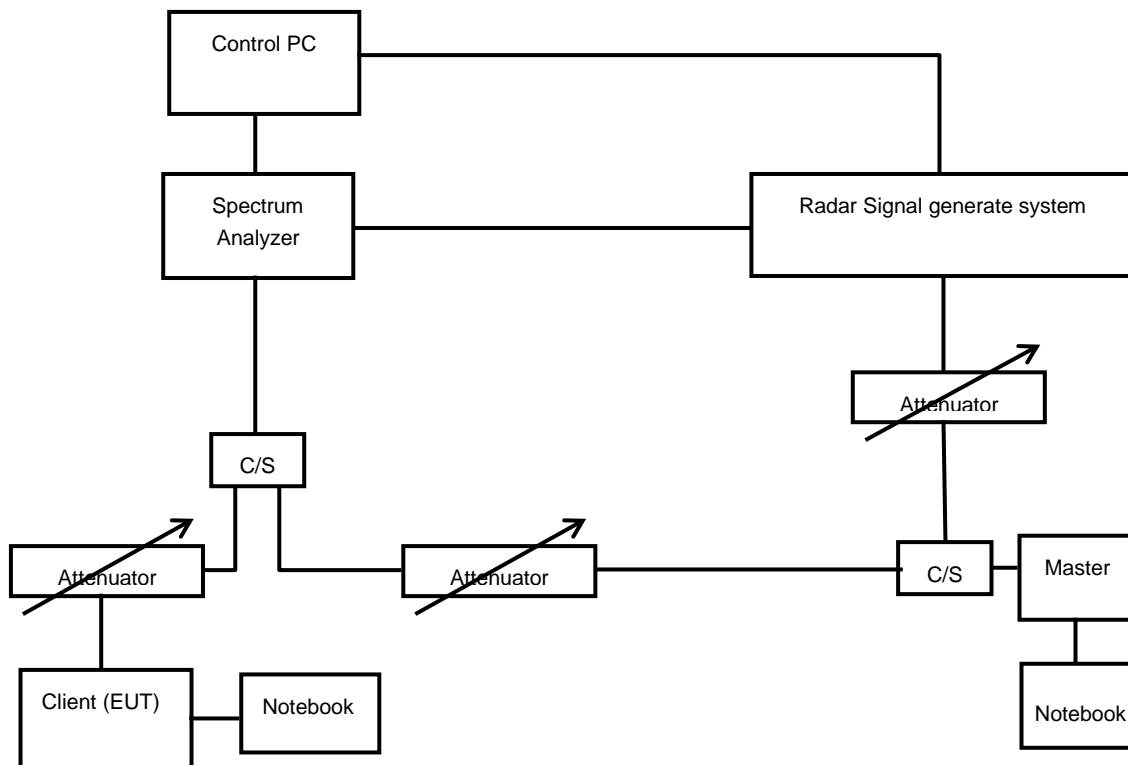 Control PC
Spectrum
Analyzer
Radar Signal generate system
Attenuator
C/S
Attenuator
Attenuator
C/S
Master
Client (EUT)
Notebook
Notebook